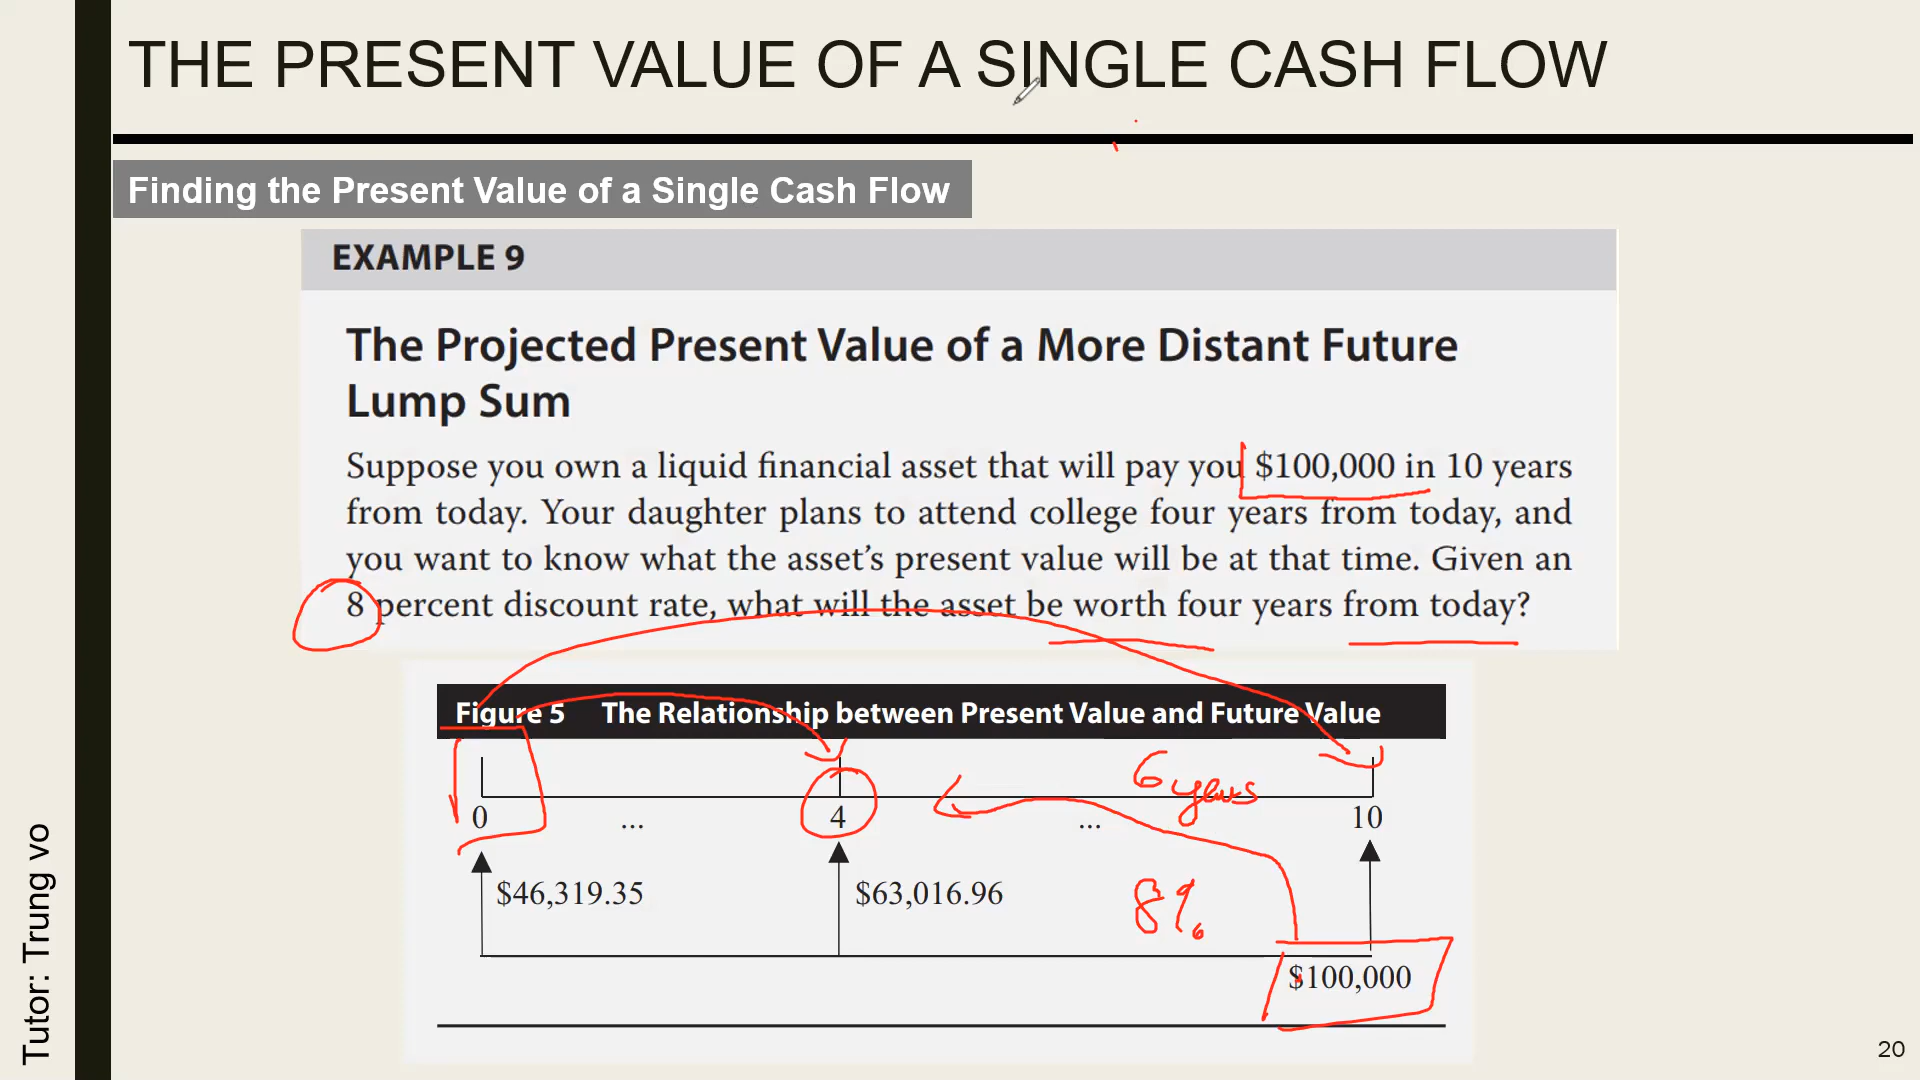 THE PRESENT VALUE OF A SINGLE CASH FLOW
Finding the Present Value of a Single Cash Flow
EXAMPLE 9
The Projected Present Value of a More Distant Future
Lump Sum
Suppose you own a liquid financial asset that will pay you $100,000 in 10 years
from today. Your daughter plans to attend college four years from today, and
you want to know what the asset’s present value will be at that time. Given an
8 percent discount rate, what will the asset be worth four years from today?
Figure 5 The Relationship between Present Value and Future Value
6 years
0 ... 4 ... 10
$46,319.35 $63,016.96 8%
$100,000
Tutor: Trung vo
20